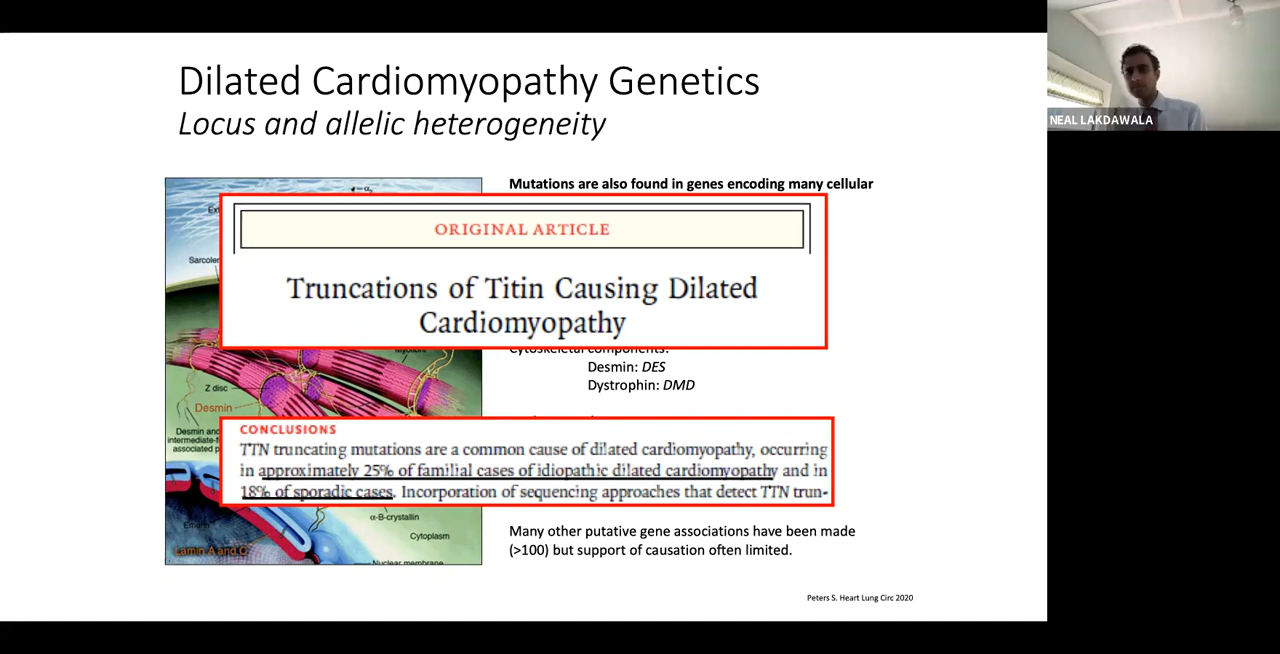 Dilated Cardiomyopathy Genetics
Locus and allelic heterogeneity
NEAL LAKDAWALA
Mutations are also found in genes encoding many cellular
ORIGINAL ARTICLE
Truncations of Titin Causing Dilated
Cardiomyopathy
Cytoskeletal components:
Desmin: DES
Dystrophin: DMD
Z disc
Desmin
Desmin and
intermediate-f
associated p
CONCLUSIONS
TTN truncating mutations are a common cause of dilated cardiomyopathy, occurring
in approximately 25% of familial cases of idiopathic dilated cardiomyopathy and in
18% of sporadic cases. Incorporation of sequencing approaches that detect TTN trun-
α-B-crystallin
Cytoplasm
Lamin A and C
Nuclear membrane
Many other putative gene associations have been made
(>100) but support of causation often limited.
Peters S. Heart Lung Circ 2020